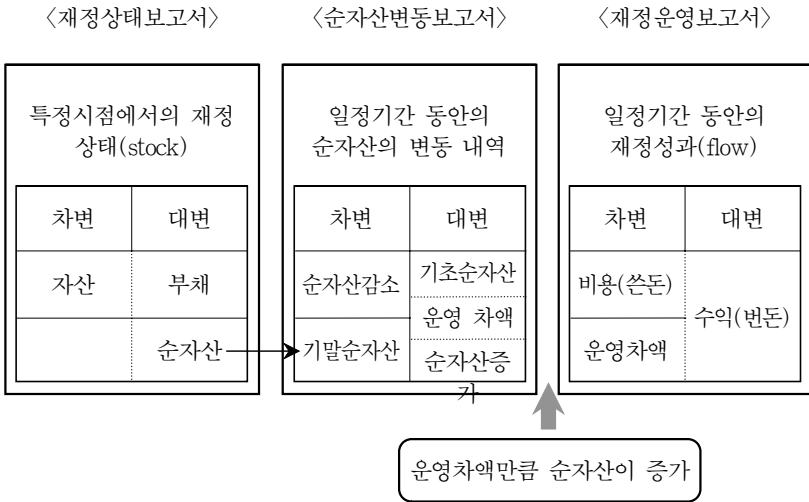 〈재정상태보고서〉
〈순자산변동보고서〉
〈재정운영보고서〉
특정시점에서의 재정
상태(stock)
차변 대변
자산 부채
순자산
일정기간 동안의
순자산의 변동 내역
차변 대변
순자산감소 기초순자산
운영 차액
기말순자산 순자산증
가
일정기간 동안의
재정성과(flow)
차변 대변
비용(쓴돈)
수익(번돈)
운영차액
운영차액만큼 순자산이 증가